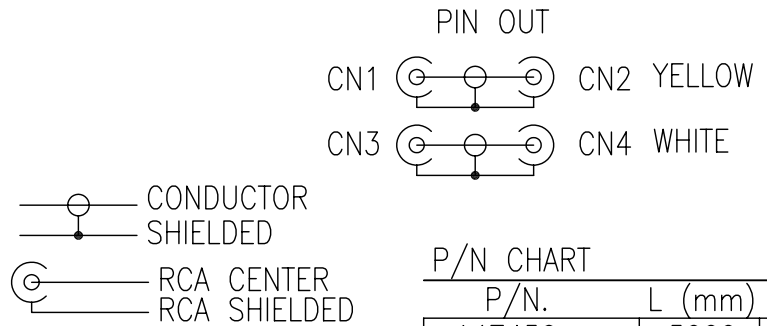 PIN OUT
CN1 CN2 YELLOW
CN3 CN4 WHITE
CONDUCTOR
SHIELDED
RCA CENTER
RCA SHIELDED
P/N CHART
P/N. L (mm)